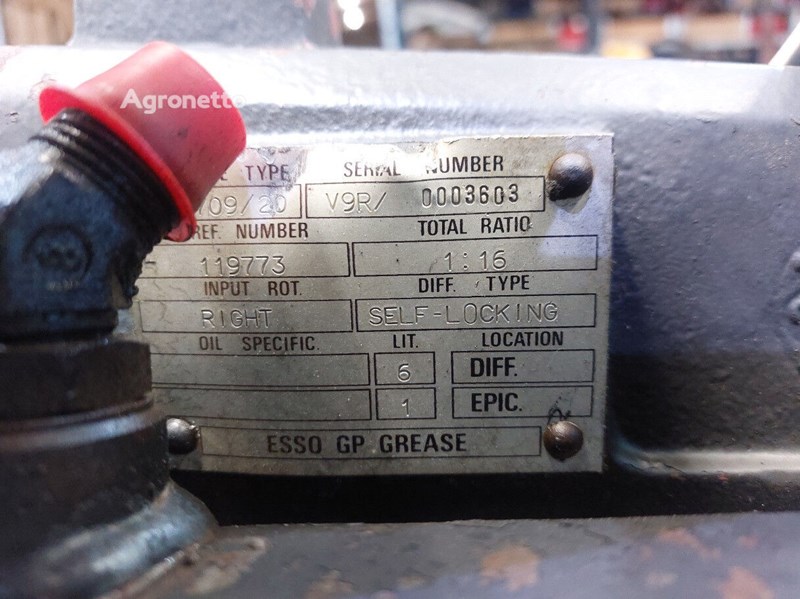 Agronetto
TYPE SERIAL NUMBER
/09/20 V9R/ 0003603
REF. NUMBER TOTAL RATIO
119773 1:16
INPUT ROT. DIFF. TYPE
RIGHT SELF-LOCKING
OIL SPECIFIC. LIT. LOCATION
6 DIFF.
1 EPIC.
ESSO GP GREASE